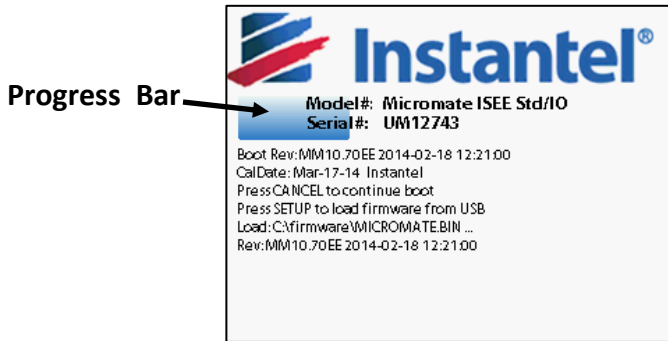 Instantel®
Progress Bar
Model#: Micromate ISEE Std/IO
Serial#: UM12743
Boot Rev:MM10.70EE 2014-02-18 12:21:00
CalDate: Mar-17-14 Instantel
Press CANCEL to continue boot
Press SETUP to load firmware from USB
Load: C:\firmware\MICROMATE.BIN ...
Rev:MM10.70EE 2014-02-18 12:21:00